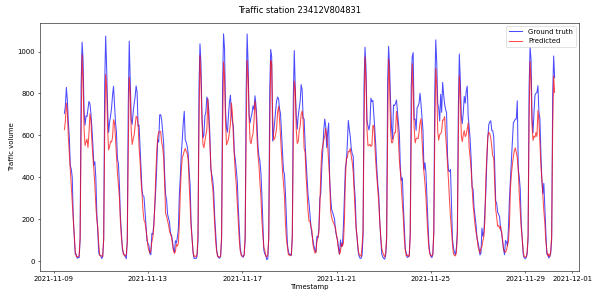 Traffic station 23412V804831
Ground truth
Predicted
Traffic volume
1000
800
600
400
200
0
2021-11-09
2021-11-13
2021-11-17
2021-11-21
2021-11-25
2021-11-29
2021-12-01
Timestamp